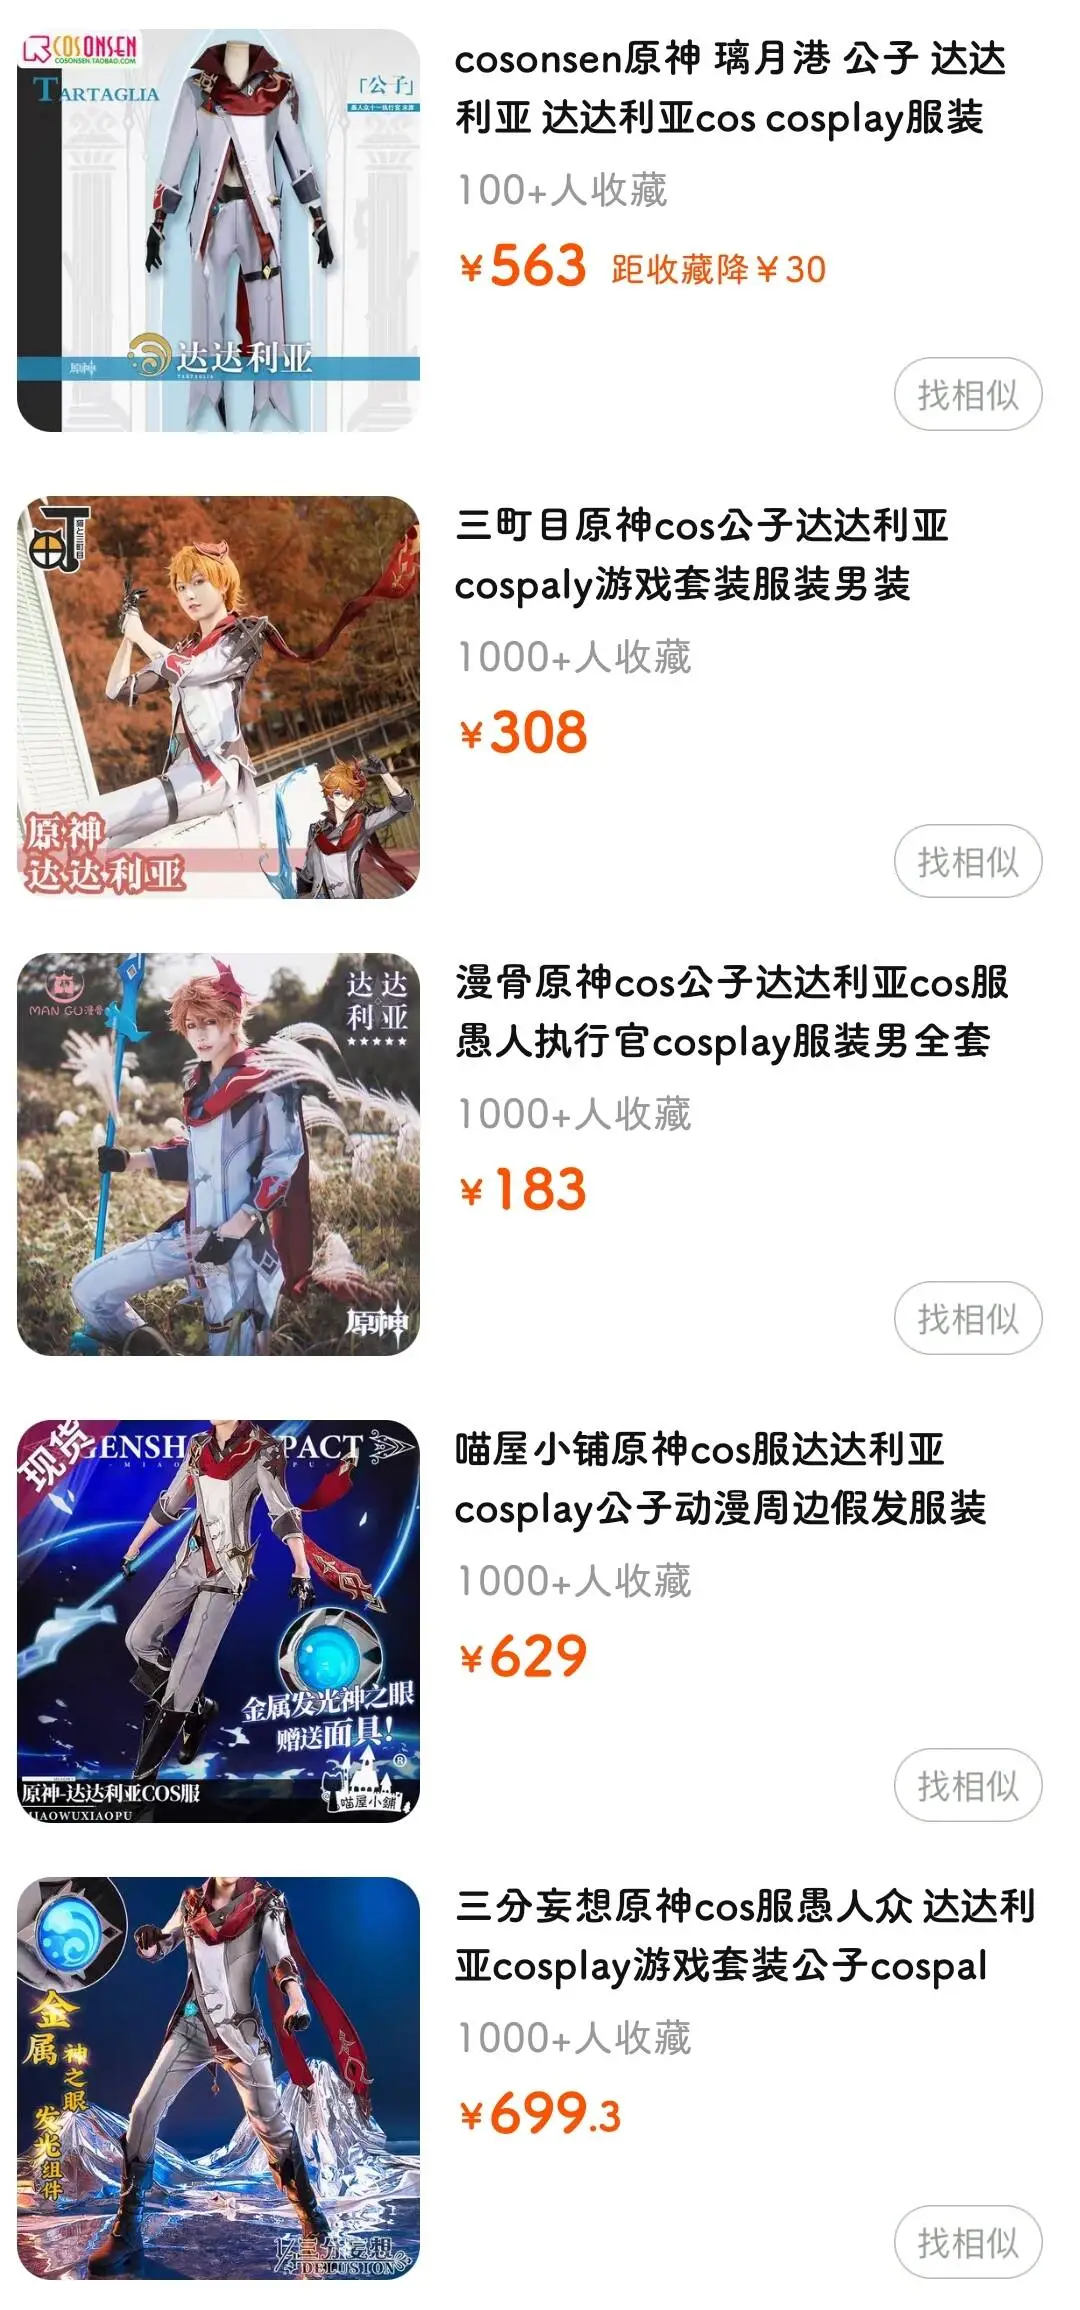 COSONSEN
COSONSEN.TAOBAO.COM
TARTAGLIA
「公子」
愚人众十一执行官 末席
原神
达达利亚
TARTAGLIA
cosonsen原神 璃月港 公子 达达
利亚 达达利亚cos cosplay服装
100+人收藏
¥563 距收藏降¥30
找相似
原神
达达利亚
三町目原神cos公子达达利亚
cospaly游戏套装服装男装
1000+人收藏
¥308
找相似
MAN GU漫骨
达达
利亚
★★★★★
原神
漫骨原神cos公子达达利亚cos服
愚人执行官cosplay服装男全套
1000+人收藏
¥183
找相似
现货
GENSH PACT
金属发光神之眼
赠送面具!
原神-达达利亚COS服
MIAOWUXIAOPU
喵屋小铺®
喵屋小铺原神cos服达达利亚
cosplay公子动漫周边假发服装
1000+人收藏
¥629
找相似
金属
神之眼
发光组件
三分妄想
DELUSION
三分妄想原神cos服愚人众 达达利
亚cosplay游戏套装公子cospal
1000+人收藏
¥699.3
找相似